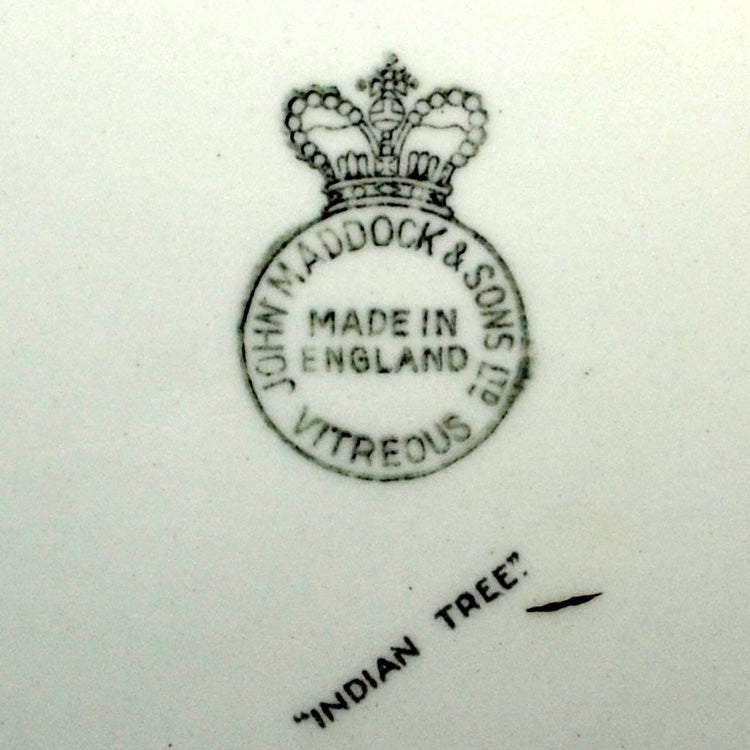 JOHN MADDOCK & SONS LTD
MADE IN
ENGLAND
VITREOUS
"INDIAN TREE".